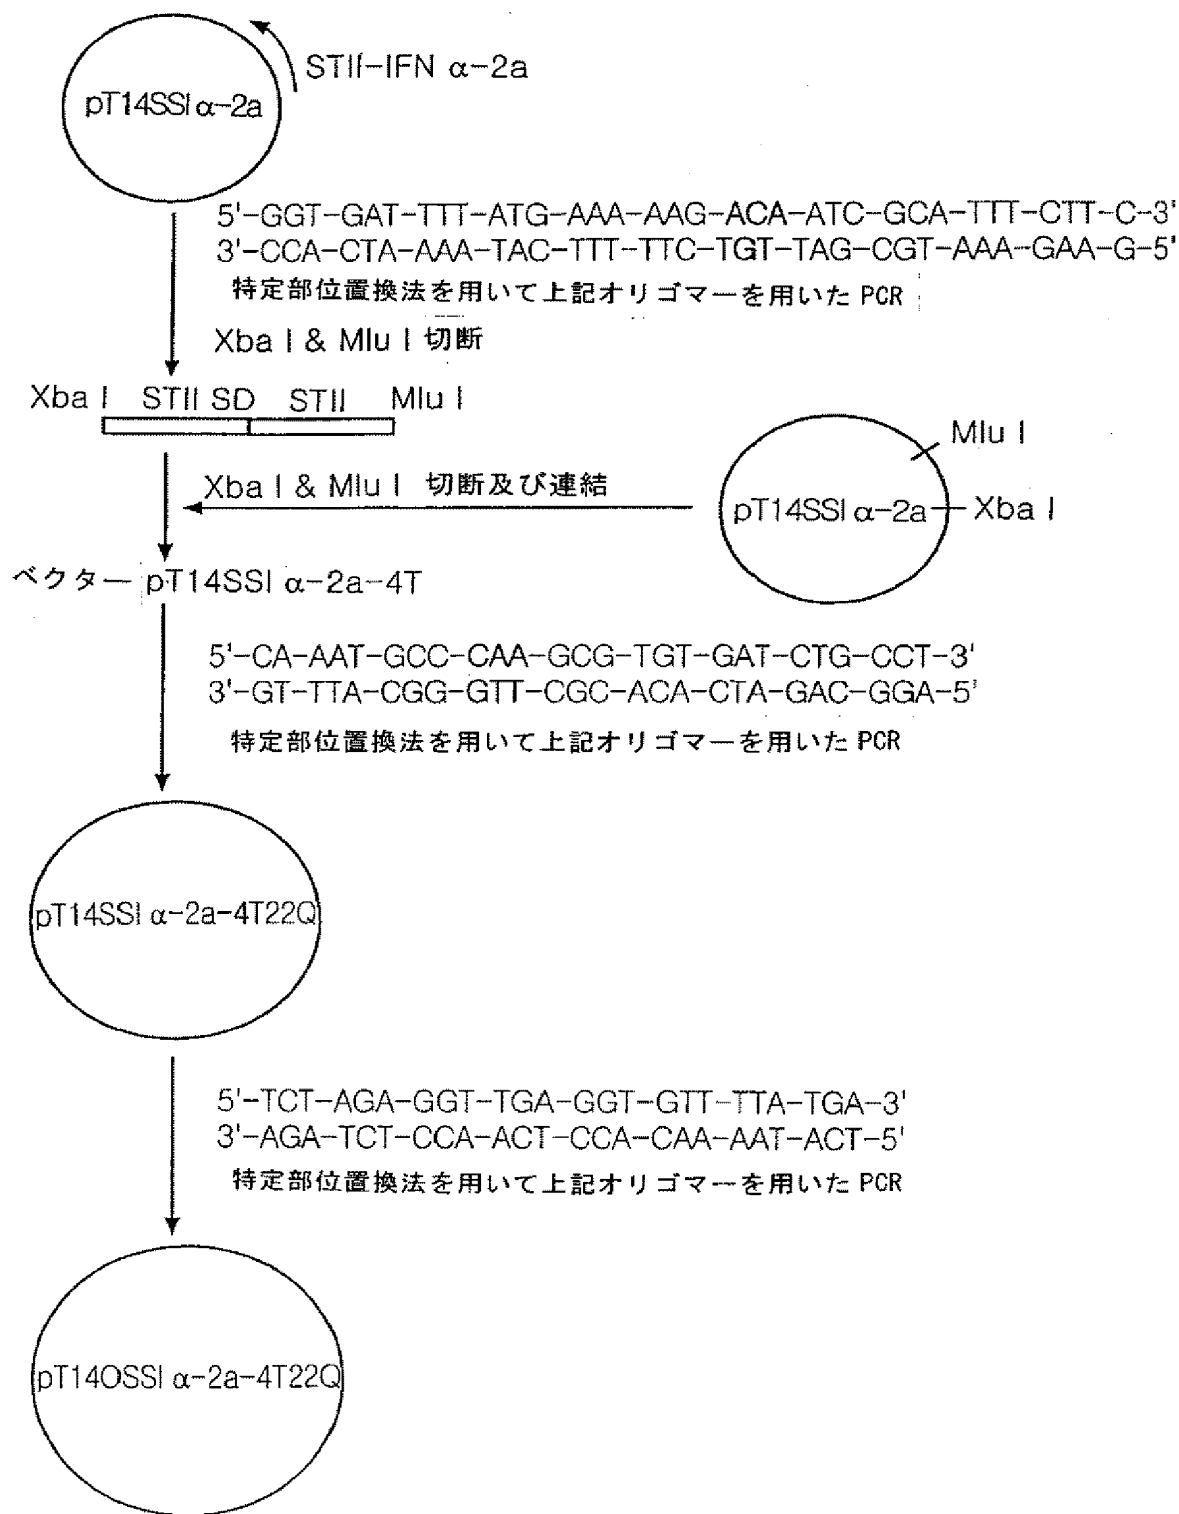 STII-IFN α-2a
pT14SSI α-2a
5'-GGT-GAT-TTT-ATG-AAA-AAG-ACA-ATC-GCA-TTT-CTT-C-3'
3'-CCA-CTA-AAA-TAC-TTT-TTC-TGT-TAG-CGT-AAA-GAA-G-5'
特定部位置換法を用いて上記オリゴマーを用いた PCR
Xba I & Mlu I 切断
Xba I STII SD STII Mlu I
Mlu I
Xba I & Mlu I 切断及び連結
pT14SSI α-2a Xba I
ベクター pT14SSI α-2a-4T
5'-CA-AAT-GCC-CAA-GCG-TGT-GAT-CTG-CCT-3'
3'-GT-TTA-CGG-GTT-CGC-ACA-CTA-GAC-GGA-5'
特定部位置換法を用いて上記オリゴマーを用いた PCR
pT14SSI α-2a-4T22Q
5'-TCT-AGA-GGT-TGA-GGT-GTT-TTA-TGA-3'
3'-AGA-TCT-CCA-ACT-CCA-CAA-AAT-ACT-5'
特定部位置換法を用いて上記オリゴマーを用いた PCR
pT14OSSI α-2a-4T22Q